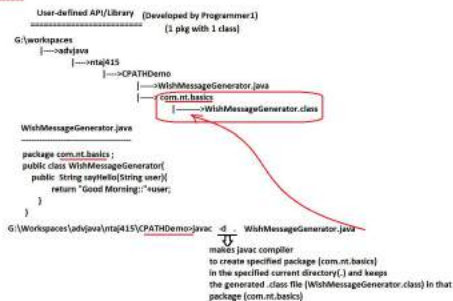 User-defined API/Library (Developed by Programmer1)
======================= (1 pkg with 1 class)
G:\workspaces
|---->advjava
|---->ntaj415
|---->CPATHDemo
|---->WishMessageGenerator.java
|----> com.nt.basics
|-------->WishMessageGenerator.class
WishMessageGenerator.java
---------------------------------
package com.nt.basics ;
public class WishMessageGenerator{
public String sayHello(String user){
return "Good Morning::"+user;
}
}
G:\Workspaces\advjava\ntaj415\CPATHDemo>javac -d . WishMessageGenerator.java
makes javac compiler
to create specified package (com.nt.basics)
in the specified current directory(.) and keeps
the generated .class file (WishMessageGenerator.class) in that
package (com.nt.basics)